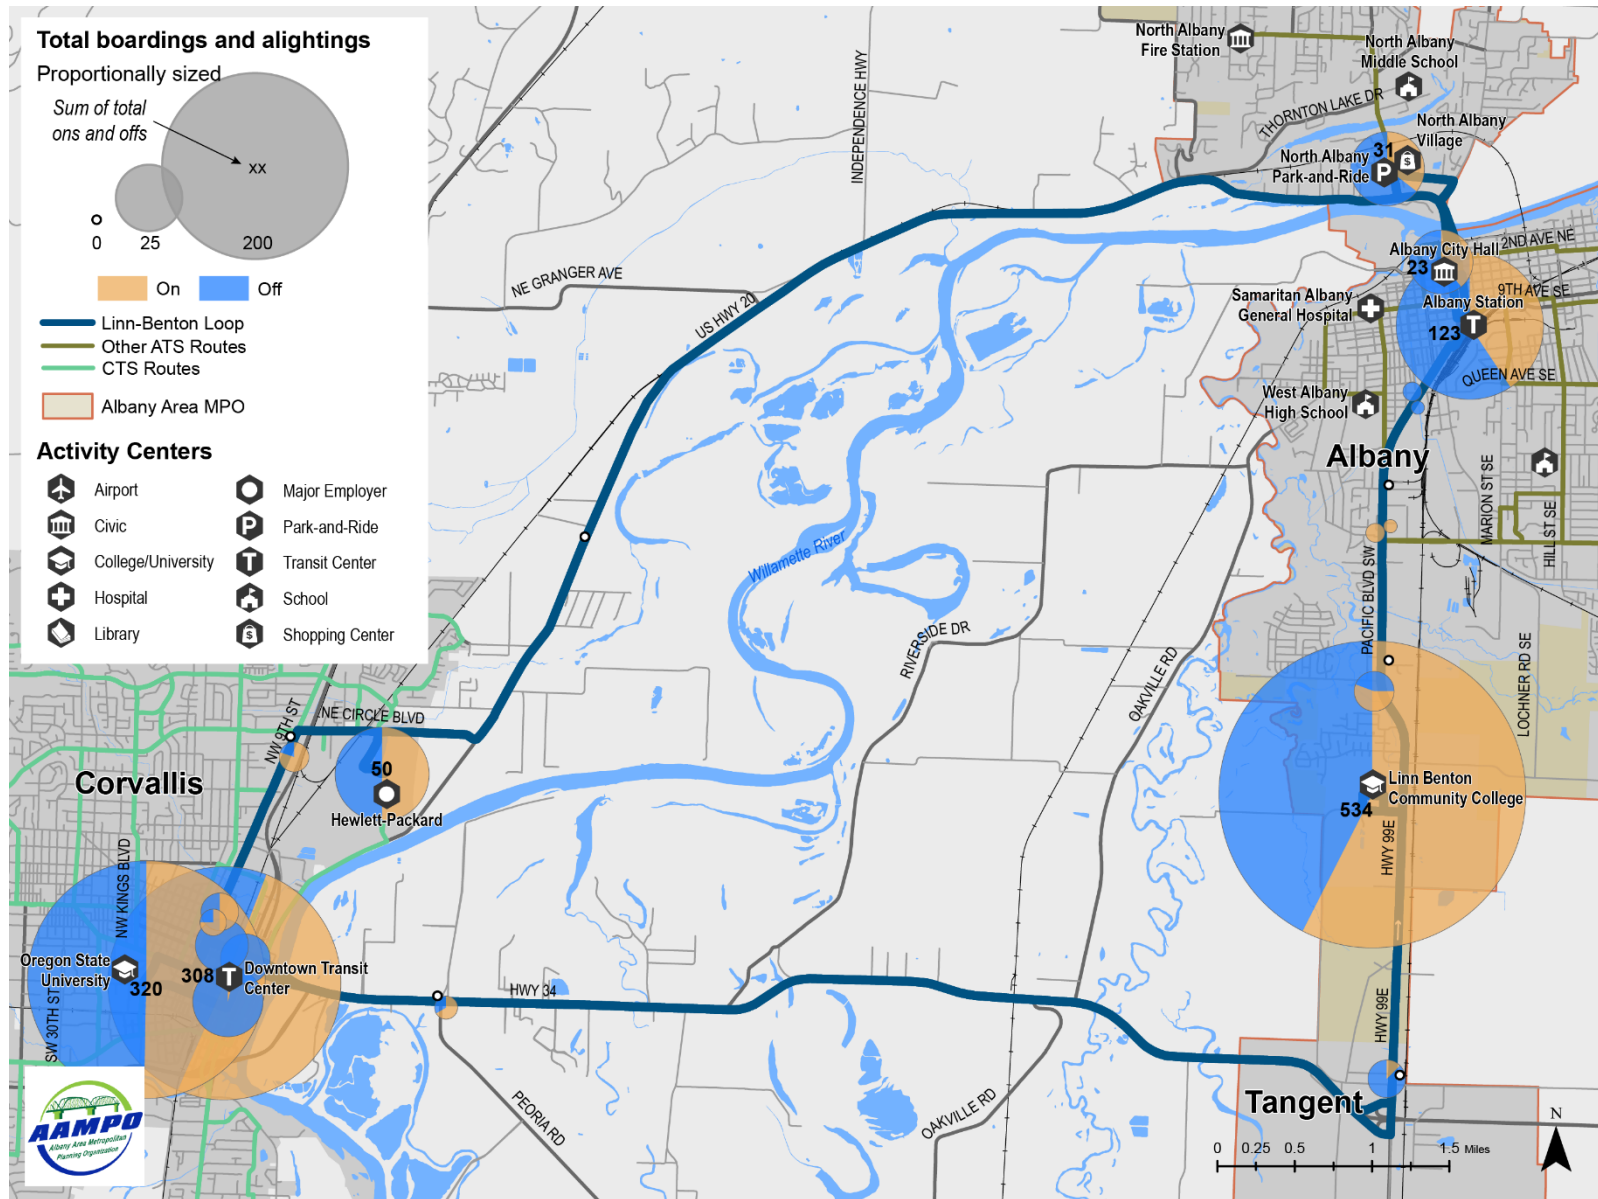 Total boardings and alightings
Proportionally sized
Sum of total
ons and offs
xx
0
25
200
On
Off
Linn-Benton Loop
Other ATS Routes
CTS Routes
Albany Area MPO
Activity Centers
Airport
Civic
College/University
Hospital
Library
Major Employer
Park-and-Ride
Transit Center
School
Shopping Center
P
T
$
North Albany
Fire Station
North Albany
Middle School
THORNTON LAKE DR
North Albany
Village
31
$
North Albany
Park-and-Ride
P
INDEPENDENCE HWY
Albany City Hall
23
2ND AVE NE
9TH AVE SE
Samaritan Albany
General Hospital
Albany Station
123
T
QUEEN AVE SE
West Albany
High School
Albany
NE GRANGER AVE
US HWY 20
MARION ST SE
HILL ST SE
Willamette River
PACIFIC BLVD SW
RIVERSIDE DR
OAKVILLE RD
LOCHNER RD SE
NW 9TH ST
NE CIRCLE BLVD
50
Hewlett-Packard
Corvallis
Linn Benton
Community College
534
HWY 99E
NW KINGS BLVD
Oregon State
University
320
308
T
Downtown Transit
Center
SW 30TH ST
HWY 34
HWY 99E
PEORIA RD
OAKVILLE RD
Tangent
AAMPO
Albany Area Metropolitan
Planning Organization
N
0 0.25 0.5 1 1.5 Miles